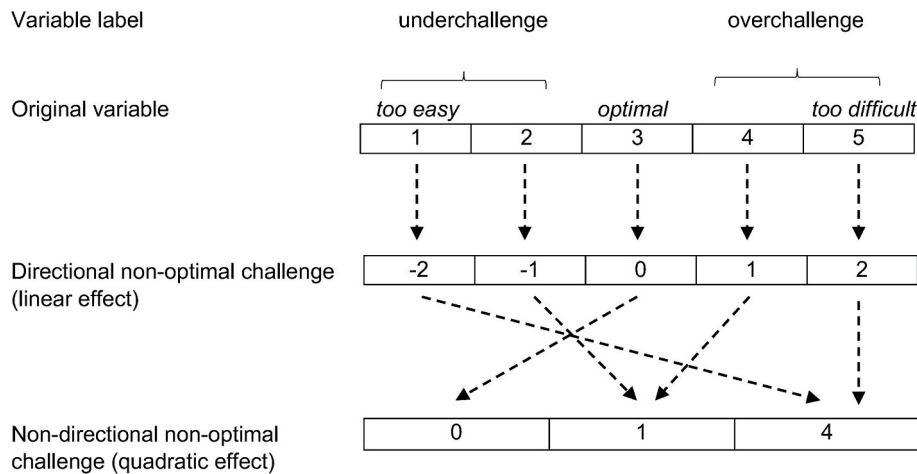 Variable label underchallenge overchallenge
Original variable too easy optimal too difficult
1 2 3 4 5
Directional non-optimal challenge -2 -1 0 1 2
(linear effect)
Non-directional non-optimal 0 1 4
challenge (quadratic effect)